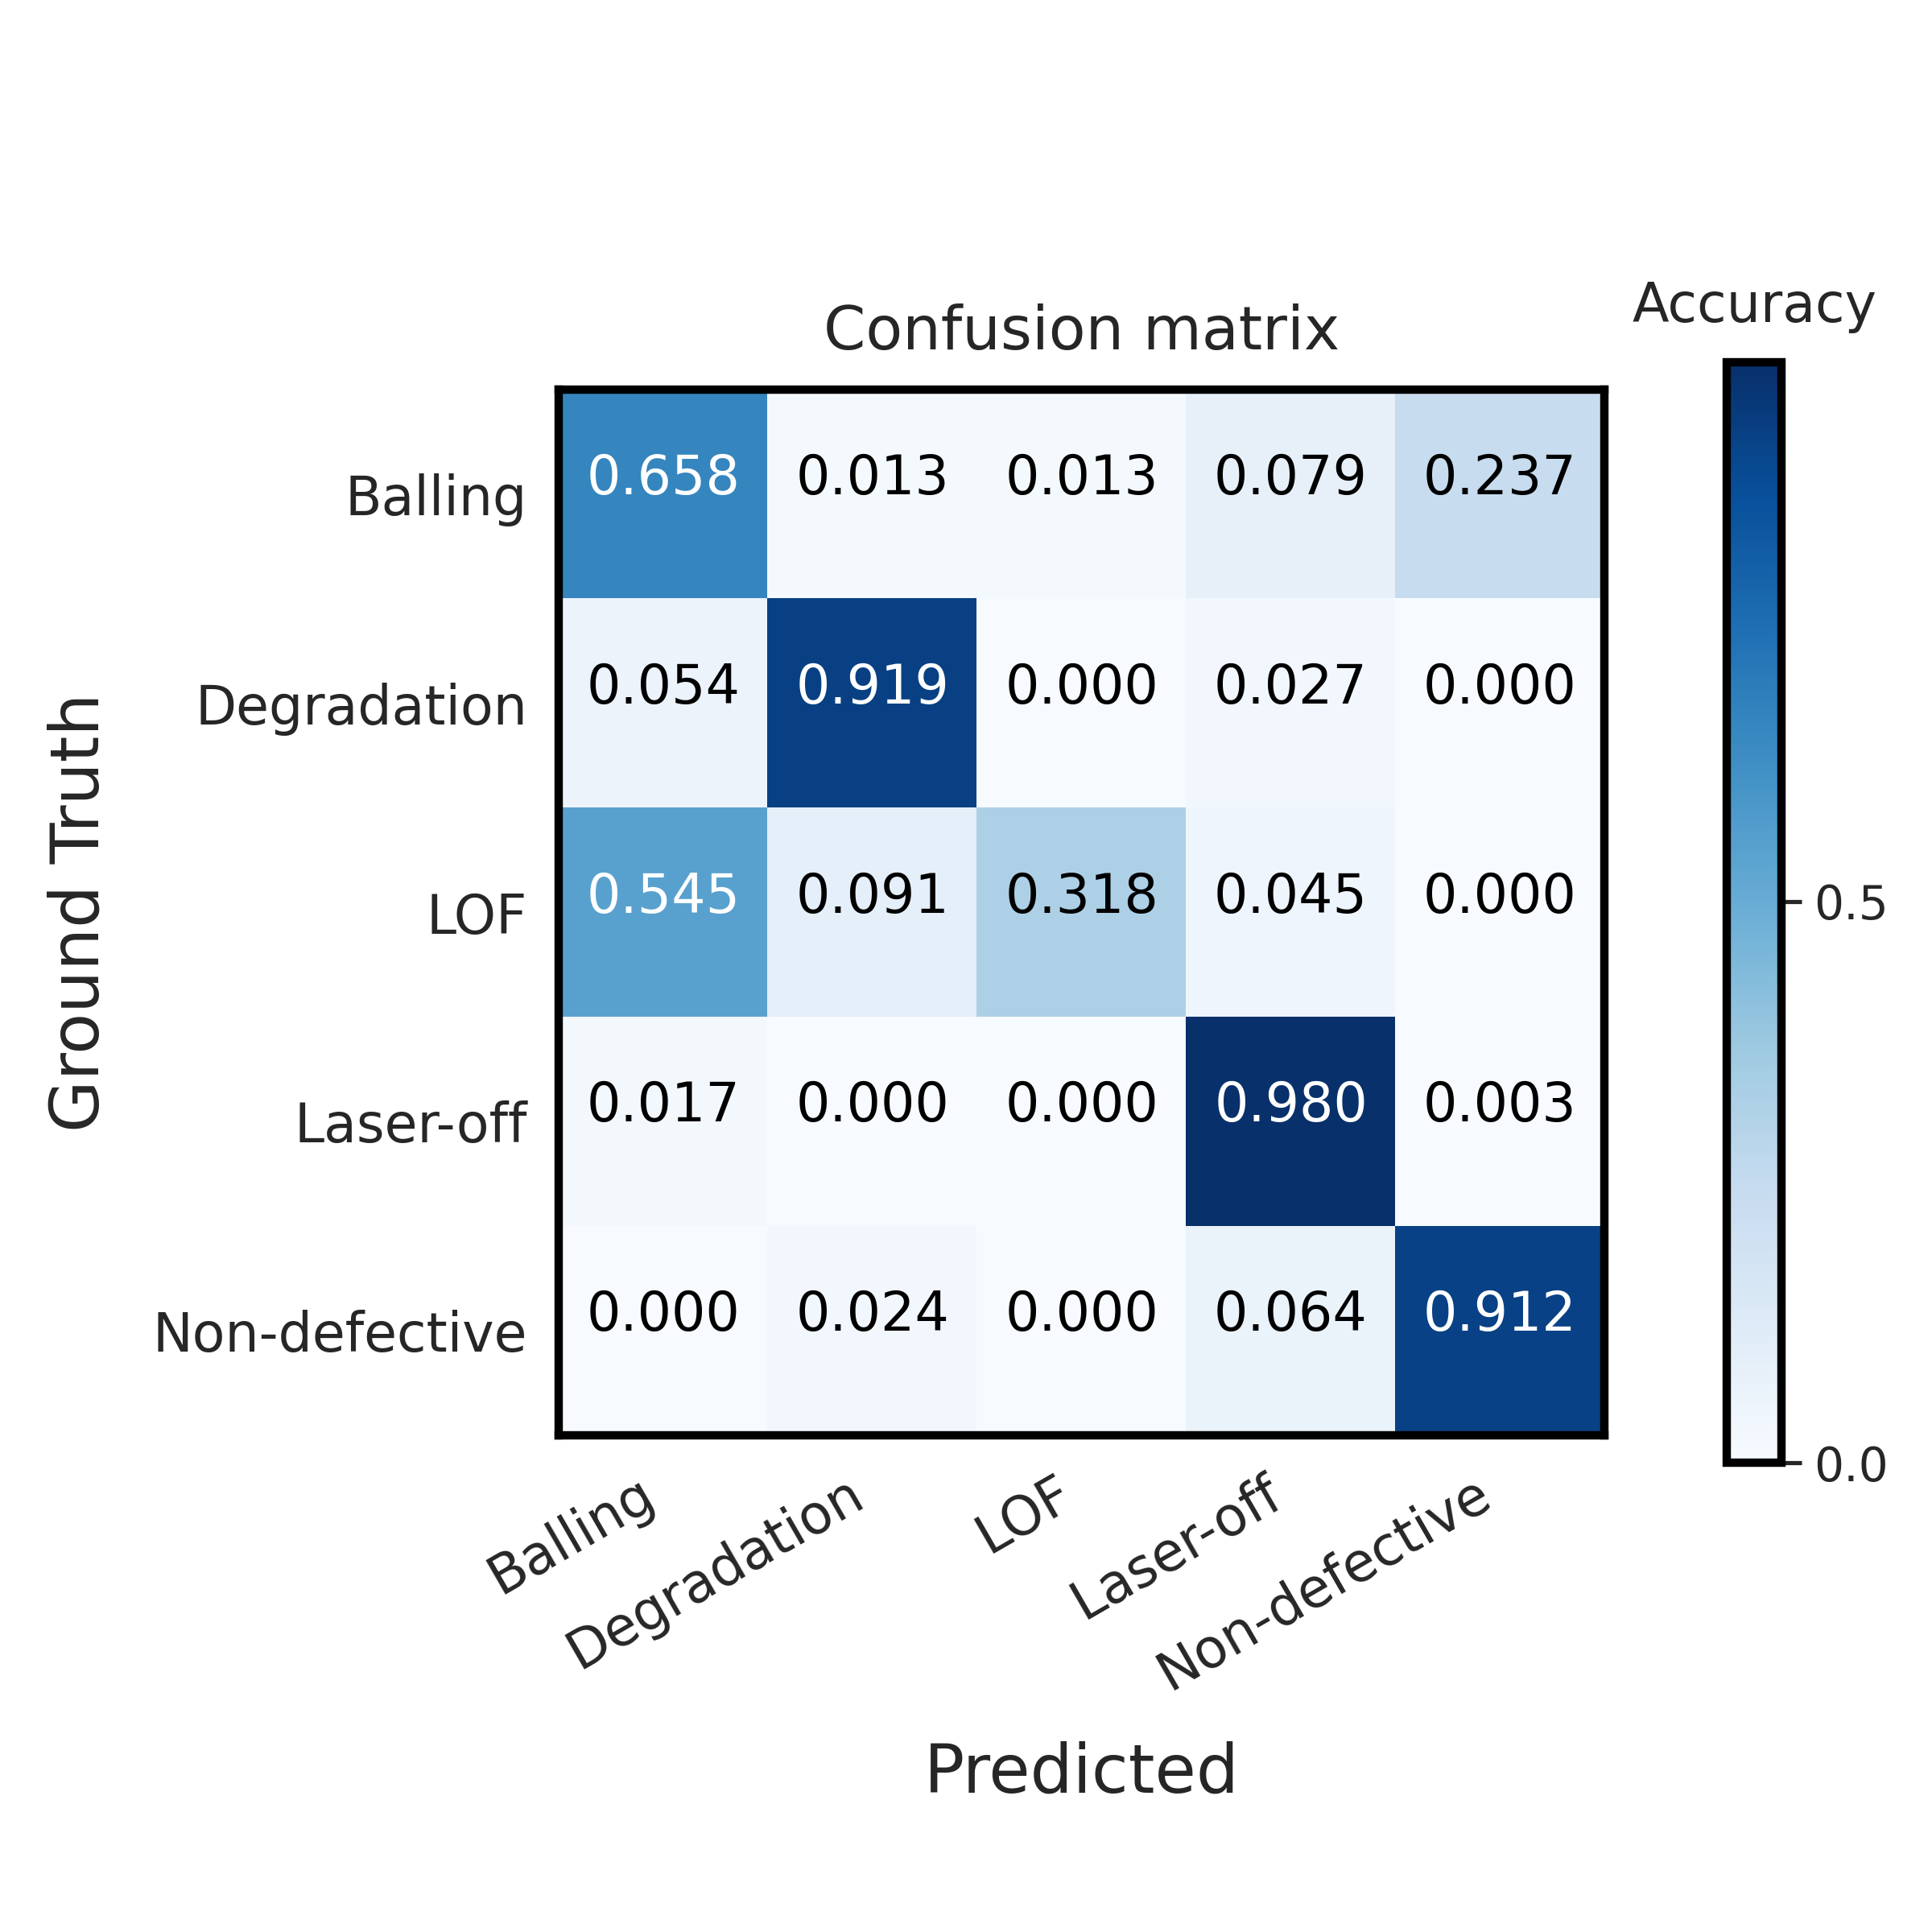 Accuracy
Confusion matrix
Balling
0.658 0.013 0.013 0.079 0.237
Degradation
0.054 0.919 0.000 0.027 0.000
LOF
0.545 0.091 0.318 0.045 0.000
Laser-off
0.017 0.000 0.000 0.980 0.003
Non-defective
0.000 0.024 0.000 0.064 0.912
Ground Truth
0.5
0.0
Balling
Degradation
LOF
Laser-off
Non-defective
Predicted